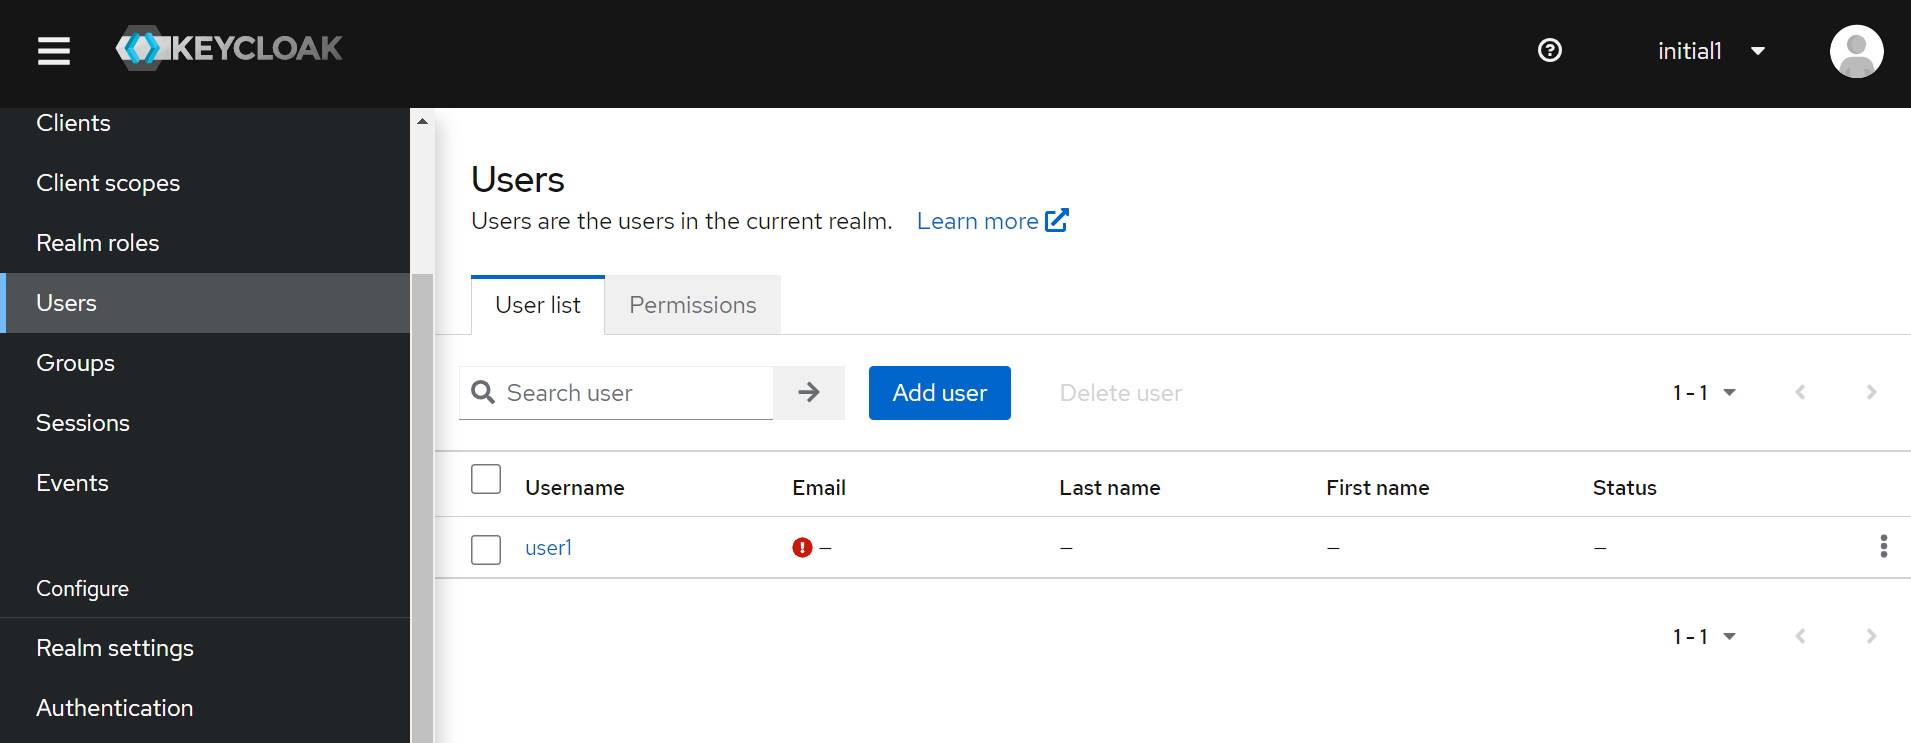 KEYCLOAK
initial1
Clients
Client scopes
Realm roles
Users
Groups
Sessions
Events
Configure
Realm settings
Authentication
Users
Users are the users in the current realm. Learn more
User list Permissions
Search user Add user Delete user 1 - 1
Username Email Last name First name Status
user1 – – – –
1 - 1